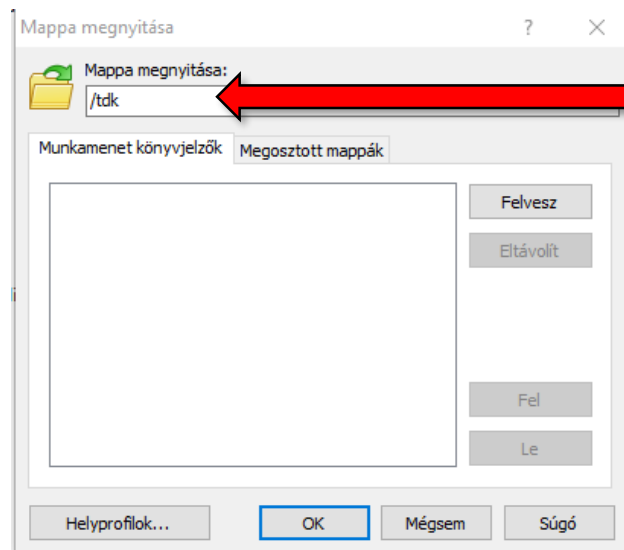 Mappa megnyitása
Mappa megnyitása:
/tdk
Munkamenet könyvjelzők Megosztott mappák
Felvesz
Eltávolít
Fel
Le
Helyprofilok... OK Mégsem Súgó